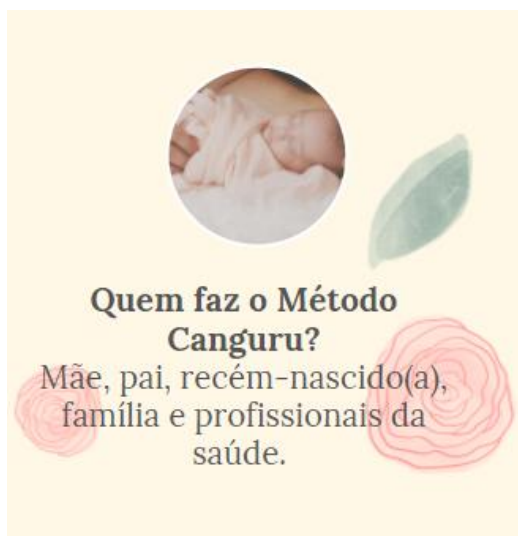 Quem faz o Método
Canguru?
Mãe, pai, recém-nascido(a),
família e profissionais da
saúde.